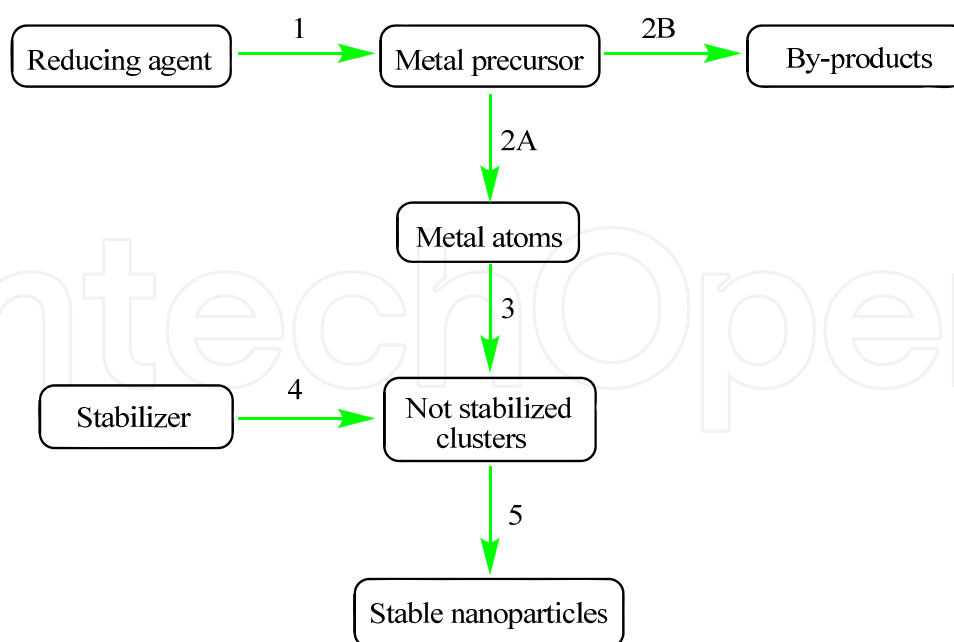 1
2B
Reducing agent
Metal precursor
By-products
2A
Metal atoms
3
4
Stabilizer
Not stabilized
clusters
5
Stable nanoparticles
ntechOpe